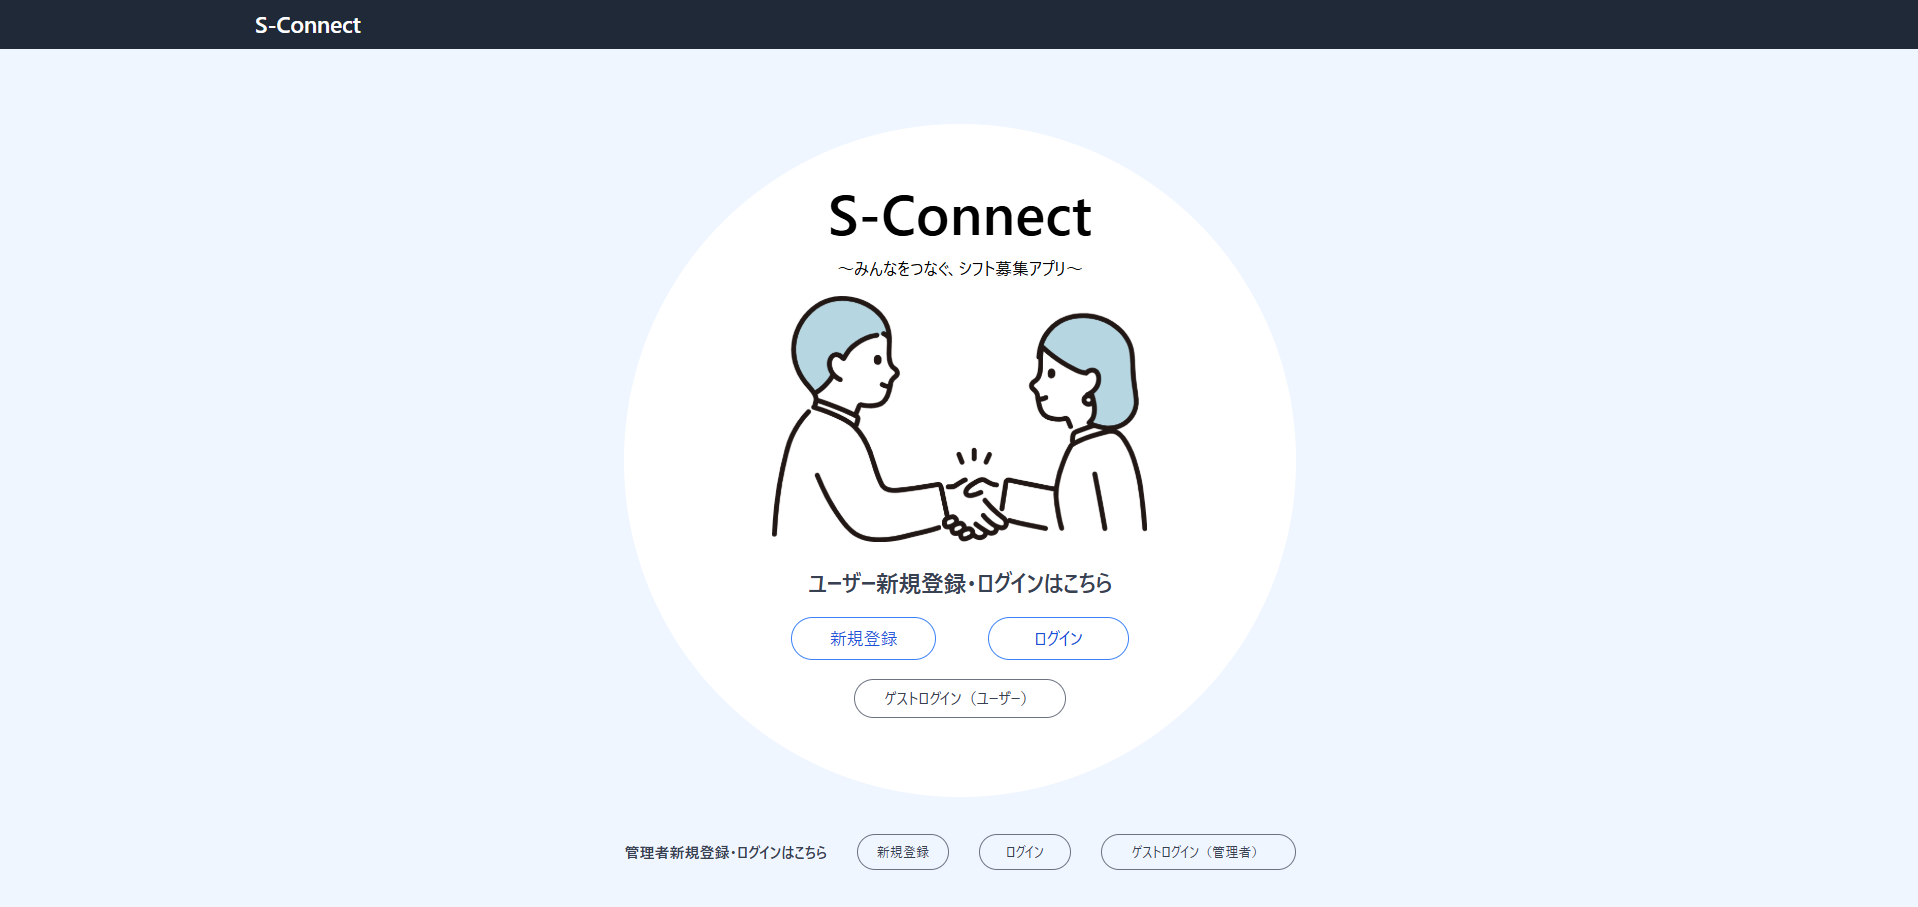 S-Connect
S-Connect
～みんなをつなぐ、シフト募集アプリ～
ユーザー新規登録・ログインはこちら
新規登録
ログイン
ゲストログイン（ユーザー）
管理者新規登録・ログインはこちら
新規登録
ログイン
ゲストログイン（管理者）